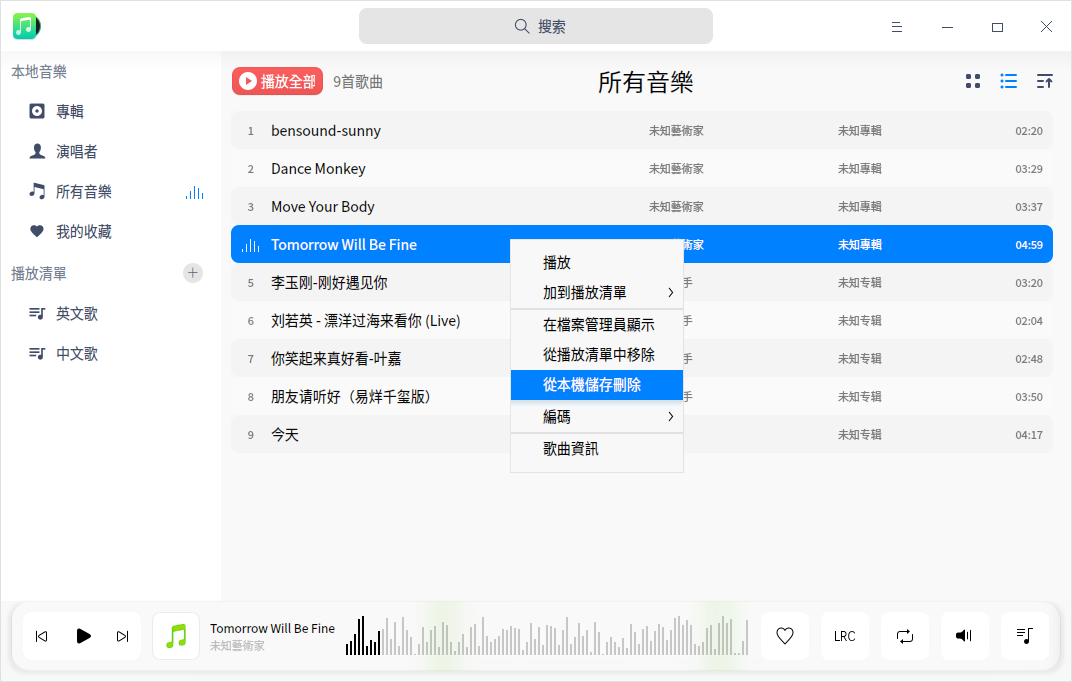 搜索
本地音樂
專輯
演唱者
所有音樂
我的收藏
播放清單
英文歌
中文歌
播放全部 9首歌曲
所有音樂
1 bensound-sunny 未知藝術家 未知專輯 02:20
2 Dance Monkey 未知藝術家 未知專輯 03:29
3 Move Your Body 未知藝術家 未知專輯 03:37
Tomorrow Will Be Fine 術家 未知專輯 04:59
5 李玉刚-刚好遇见你 手 未知专辑 03:20
6 刘若英 - 漂洋过海来看你 (Live) 手 未知专辑 02:04
7 你笑起来真好看-叶嘉 手 未知专辑 02:48
8 朋友请听好（易烊千玺版） 手 未知专辑 03:50
9 今天 未知专辑 04:17
播放
加到播放清單
在檔案管理員顯示
從播放清單中移除
從本機儲存刪除
編碼
歌曲資訊
Tomorrow Will Be Fine
未知藝術家
LRC